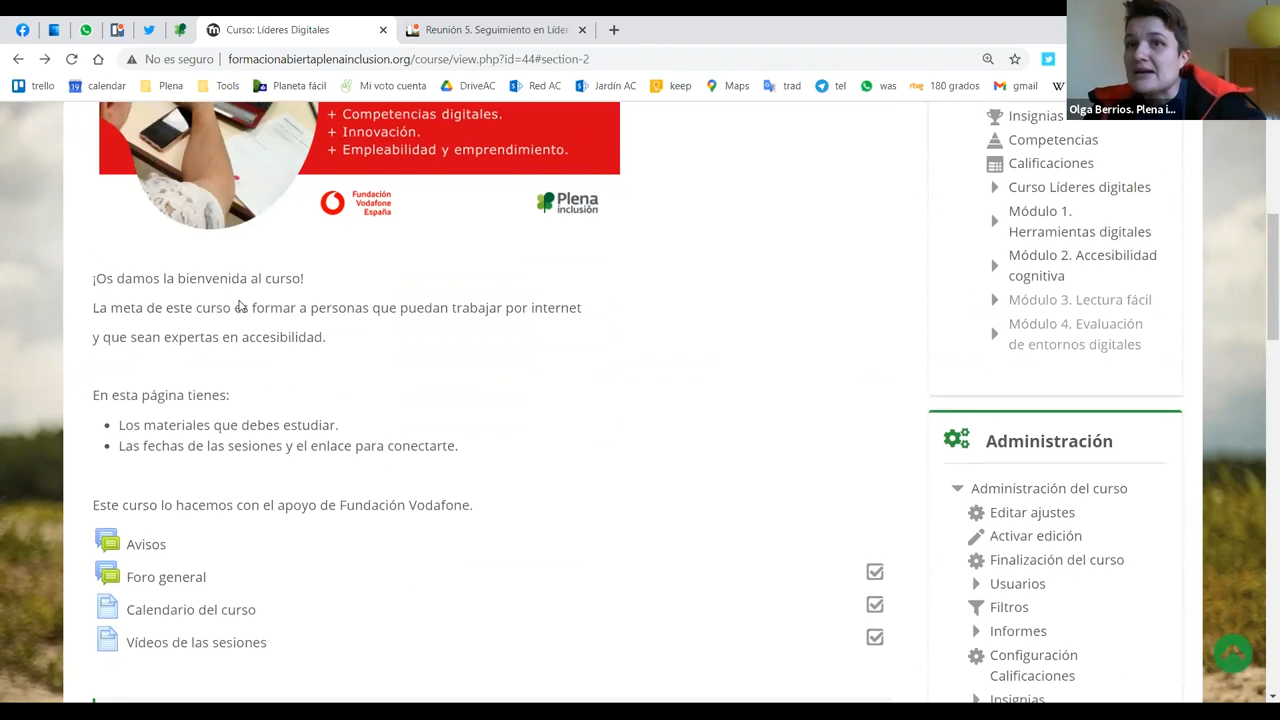 Curso: Líderes Digitales
Reunión 5. Seguimiento en Líde
No es seguro
formacionabiertaplenainclusion.org/course/view.php?id=44#section-2
trello
calendar
Plena
Tools
Planeta fácil
Mi voto cuenta
DriveAC
Red AC
Jardín AC
keep
Maps
trad
tel
was
rtve
180 grados
gmail
W
Olga Berrios. Plena i...
+ Competencias digitales.
+ Innovación.
+ Empleabilidad y emprendimiento.
Fundación
Vodafone
España
Plena
inclusión
¡Os damos la bienvenida al curso!
La meta de este curso es formar a personas que puedan trabajar por internet
y que sean expertas en accesibilidad.
En esta página tienes:
• Los materiales que debes estudiar.
• Las fechas de las sesiones y el enlace para conectarte.
Este curso lo hacemos con el apoyo de Fundación Vodafone.
Avisos
Foro general
Calendario del curso
Vídeos de las sesiones
Insignias
Competencias
Calificaciones
Curso Líderes digitales
Módulo 1.
Herramientas digitales
Módulo 2. Accesibilidad
cognitiva
Módulo 3. Lectura fácil
Módulo 4. Evaluación
de entornos digitales
Administración
Administración del curso
Editar ajustes
Activar edición
Finalización del curso
Usuarios
Filtros
Informes
Configuración
Calificaciones
Insignias